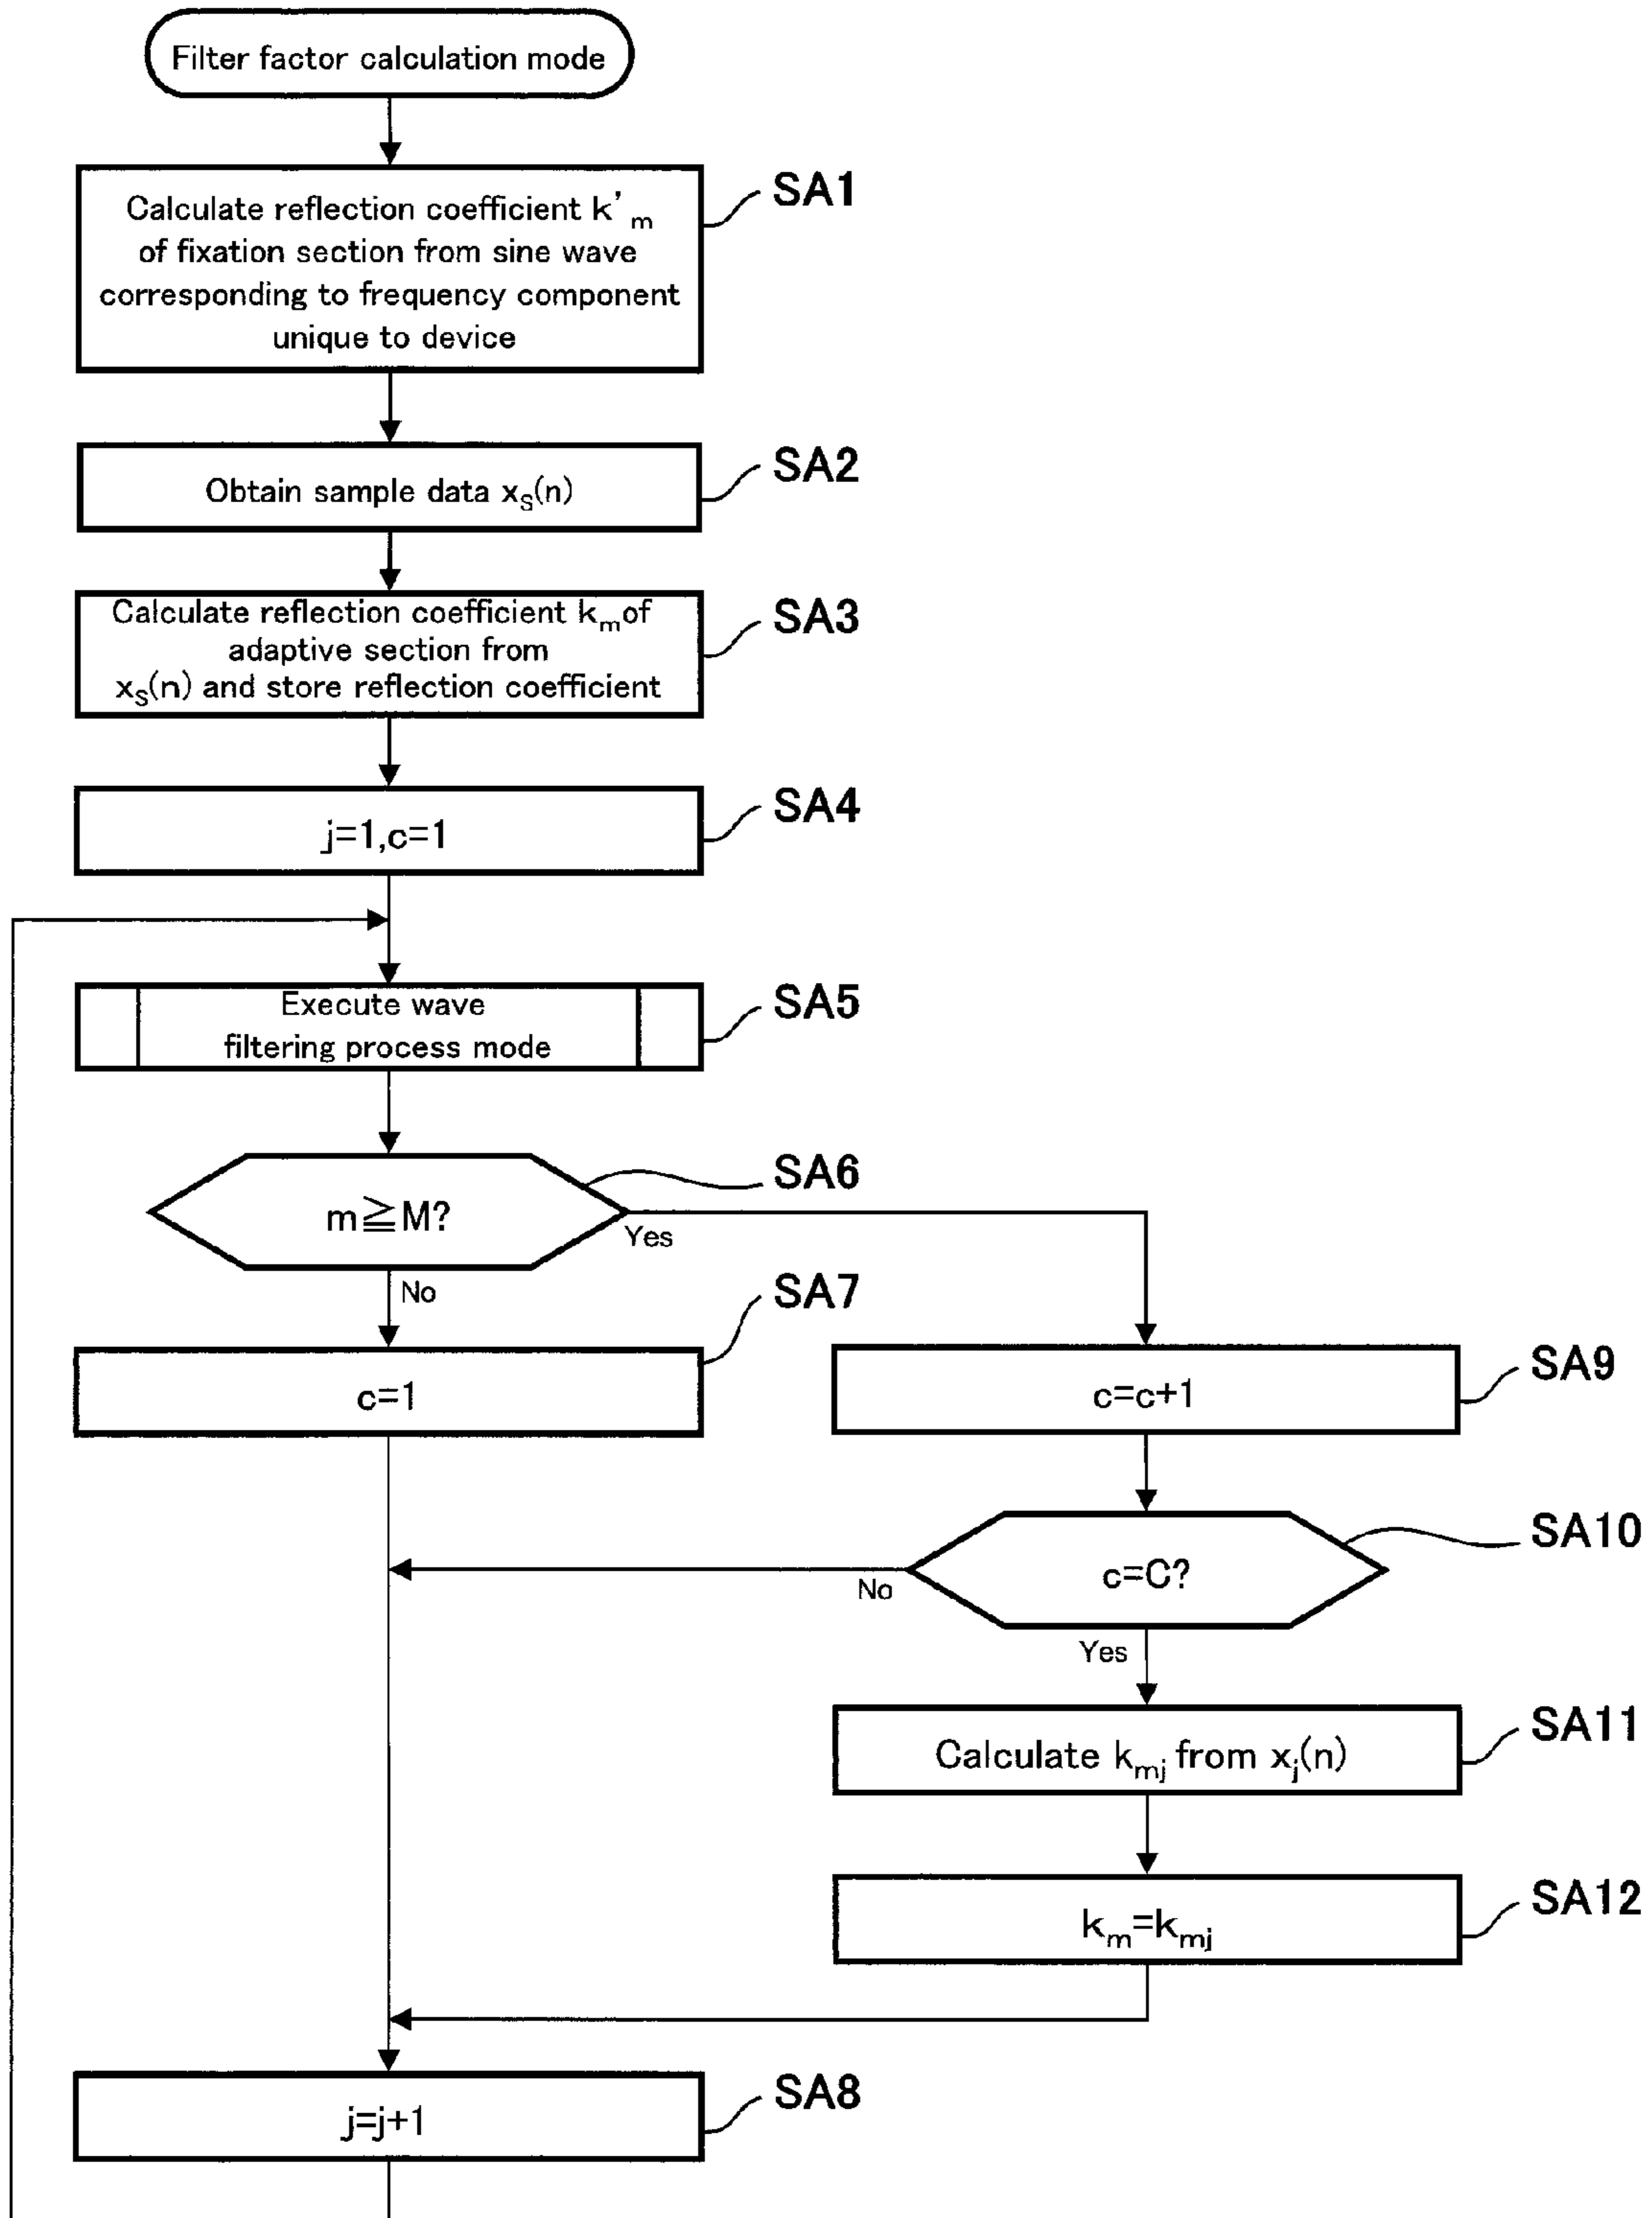 Filter factor calculation mode
SA1
Calculate reflection coefficient k'm
of fixation section from sine wave
corresponding to frequency component
unique to device
SA2
Obtain sample data xS(n)
SA3
Calculate reflection coefficient km of
adaptive section from
xS(n) and store reflection coefficient
SA4
j=1,c=1
SA5
Execute wave
filtering process mode
SA6
m≧M?
Yes
No
SA7
c=1
SA9
c=c+1
SA10
c=C?
No
Yes
SA11
Calculate kmj from xj(n)
SA12
km=kmj
SA8
j=j+1